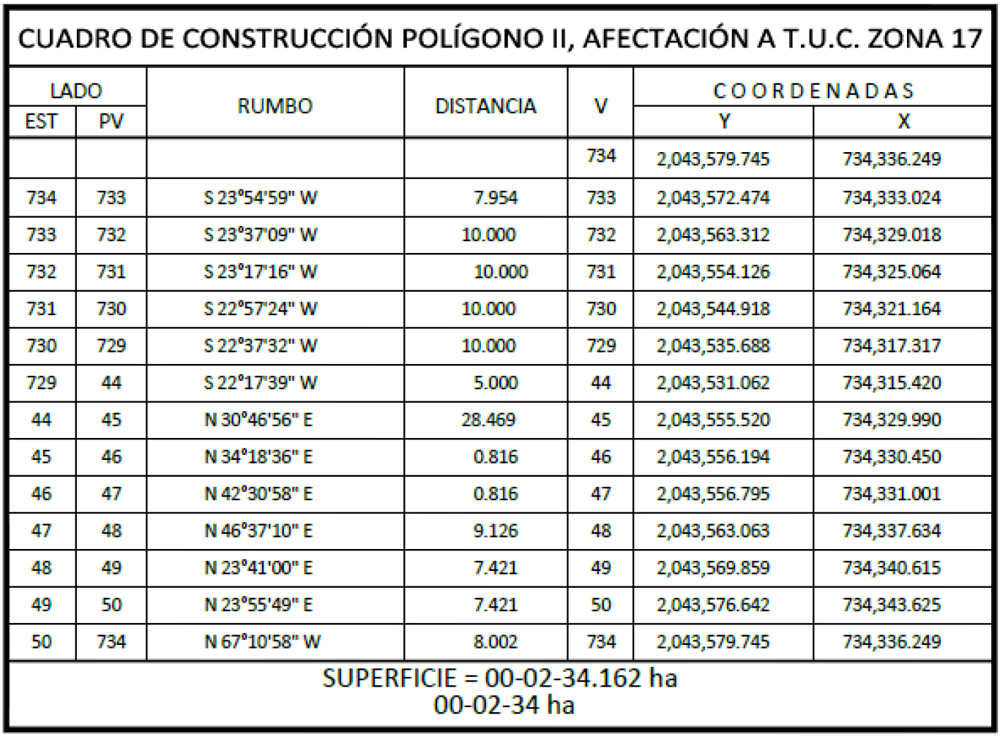 CUADRO DE CONSTRUCCIÓN POLÍGONO II, AFECTACIÓN A T.U.C. ZONA 17
LADO RUMBO DISTANCIA V C O O R D E N A D A S
EST PV Y X
734 2,043,579.745 734,336.249
734 733 S 23°54'59" W 7.954 733 2,043,572.474 734,333.024
733 732 S 23°37'09" W 10.000 732 2,043,563.312 734,329.018
732 731 S 23°17'16" W 10.000 731 2,043,554.126 734,325.064
731 730 S 22°57'24" W 10.000 730 2,043,544.918 734,321.164
730 729 S 22°37'32" W 10.000 729 2,043,535.688 734,317.317
729 44 S 22°17'39" W 5.000 44 2,043,531.062 734,315.420
44 45 N 30°46'56" E 28.469 45 2,043,555.520 734,329.990
45 46 N 34°18'36" E 0.816 46 2,043,556.194 734,330.450
46 47 N 42°30'58" E 0.816 47 2,043,556.795 734,331.001
47 48 N 46°37'10" E 9.126 48 2,043,563.063 734,337.634
48 49 N 23°41'00" E 7.421 49 2,043,569.859 734,340.615
49 50 N 23°55'49" E 7.421 50 2,043,576.642 734,343.625
50 734 N 67°10'58" W 8.002 734 2,043,579.745 734,336.249
SUPERFICIE = 00-02-34.162 ha
00-02-34 ha